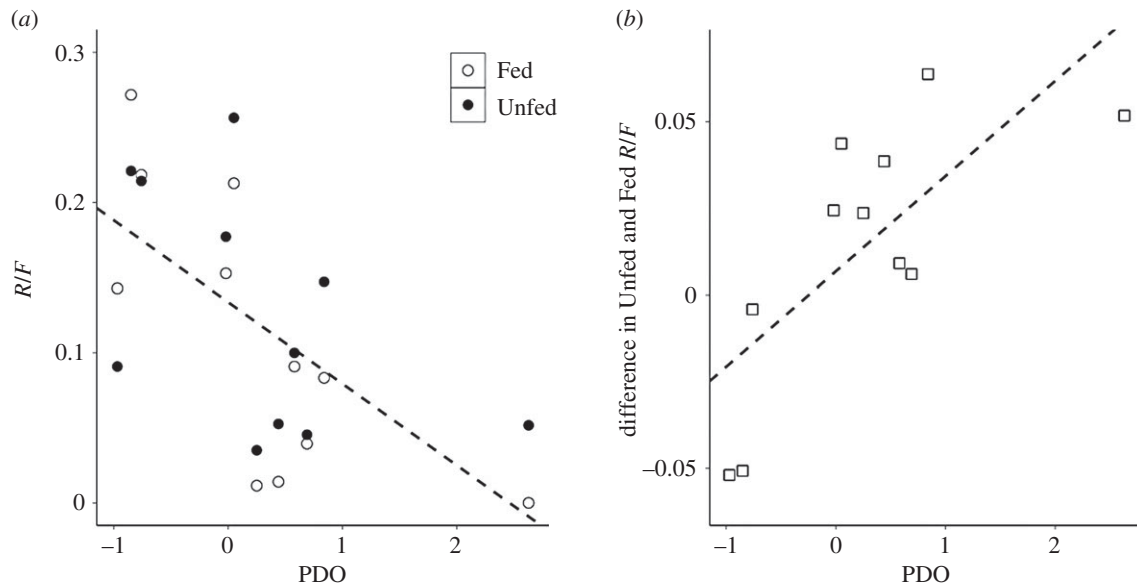 (a)
0.3
0.2
0.1
0
R/F
Fed
Unfed
–1
0
1
2
PDO
(b)
0.05
0
–0.05
difference in Unfed and Fed R/F
–1
0
1
2
PDO